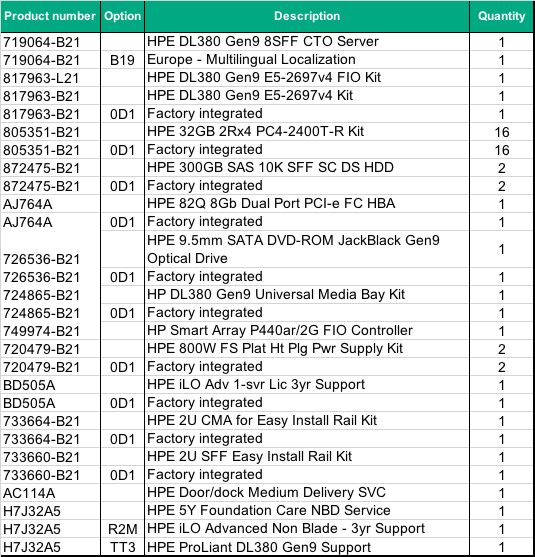 Product number Option Description Quantity
719064-B21 HPE DL380 Gen9 8SFF CTO Server 1
719064-B21 B19 Europe - Multilingual Localization 1
817963-L21 HPE DL380 Gen9 E5-2697v4 FIO Kit 1
817963-B21 HPE DL380 Gen9 E5-2697v4 Kit 1
817963-B21 0D1 Factory integrated 1
805351-B21 HPE 32GB 2Rx4 PC4-2400T-R Kit 16
805351-B21 0D1 Factory integrated 16
872475-B21 HPE 300GB SAS 10K SFF SC DS HDD 2
872475-B21 0D1 Factory integrated 2
AJ764A HPE 82Q 8Gb Dual Port PCI-e FC HBA 1
AJ764A 0D1 Factory integrated 1
HPE 9.5mm SATA DVD-ROM JackBlack Gen9
726536-B21 Optical Drive 1
726536-B21 0D1 Factory integrated 1
724865-B21 HP DL380 Gen9 Universal Media Bay Kit 1
724865-B21 0D1 Factory integrated 1
749974-B21 HP Smart Array P440ar/2G FIO Controller 1
720479-B21 HPE 800W FS Plat Ht Plg Pwr Supply Kit 2
720479-B21 0D1 Factory integrated 2
BD505A HPE iLO Adv 1-svr Lic 3yr Support 1
BD505A 0D1 Factory integrated 1
733664-B21 HPE 2U CMA for Easy Install Rail Kit 1
733664-B21 0D1 Factory integrated 1
733660-B21 HPE 2U SFF Easy Install Rail Kit 1
733660-B21 0D1 Factory integrated 1
AC114A HPE Door/dock Medium Delivery SVC 1
H7J32A5 HPE 5Y Foundation Care NBD Service 1
H7J32A5 R2M HPE iLO Advanced Non Blade - 3yr Support 1
H7J32A5 TT3 HPE ProLiant DL380 Gen9 Support 1